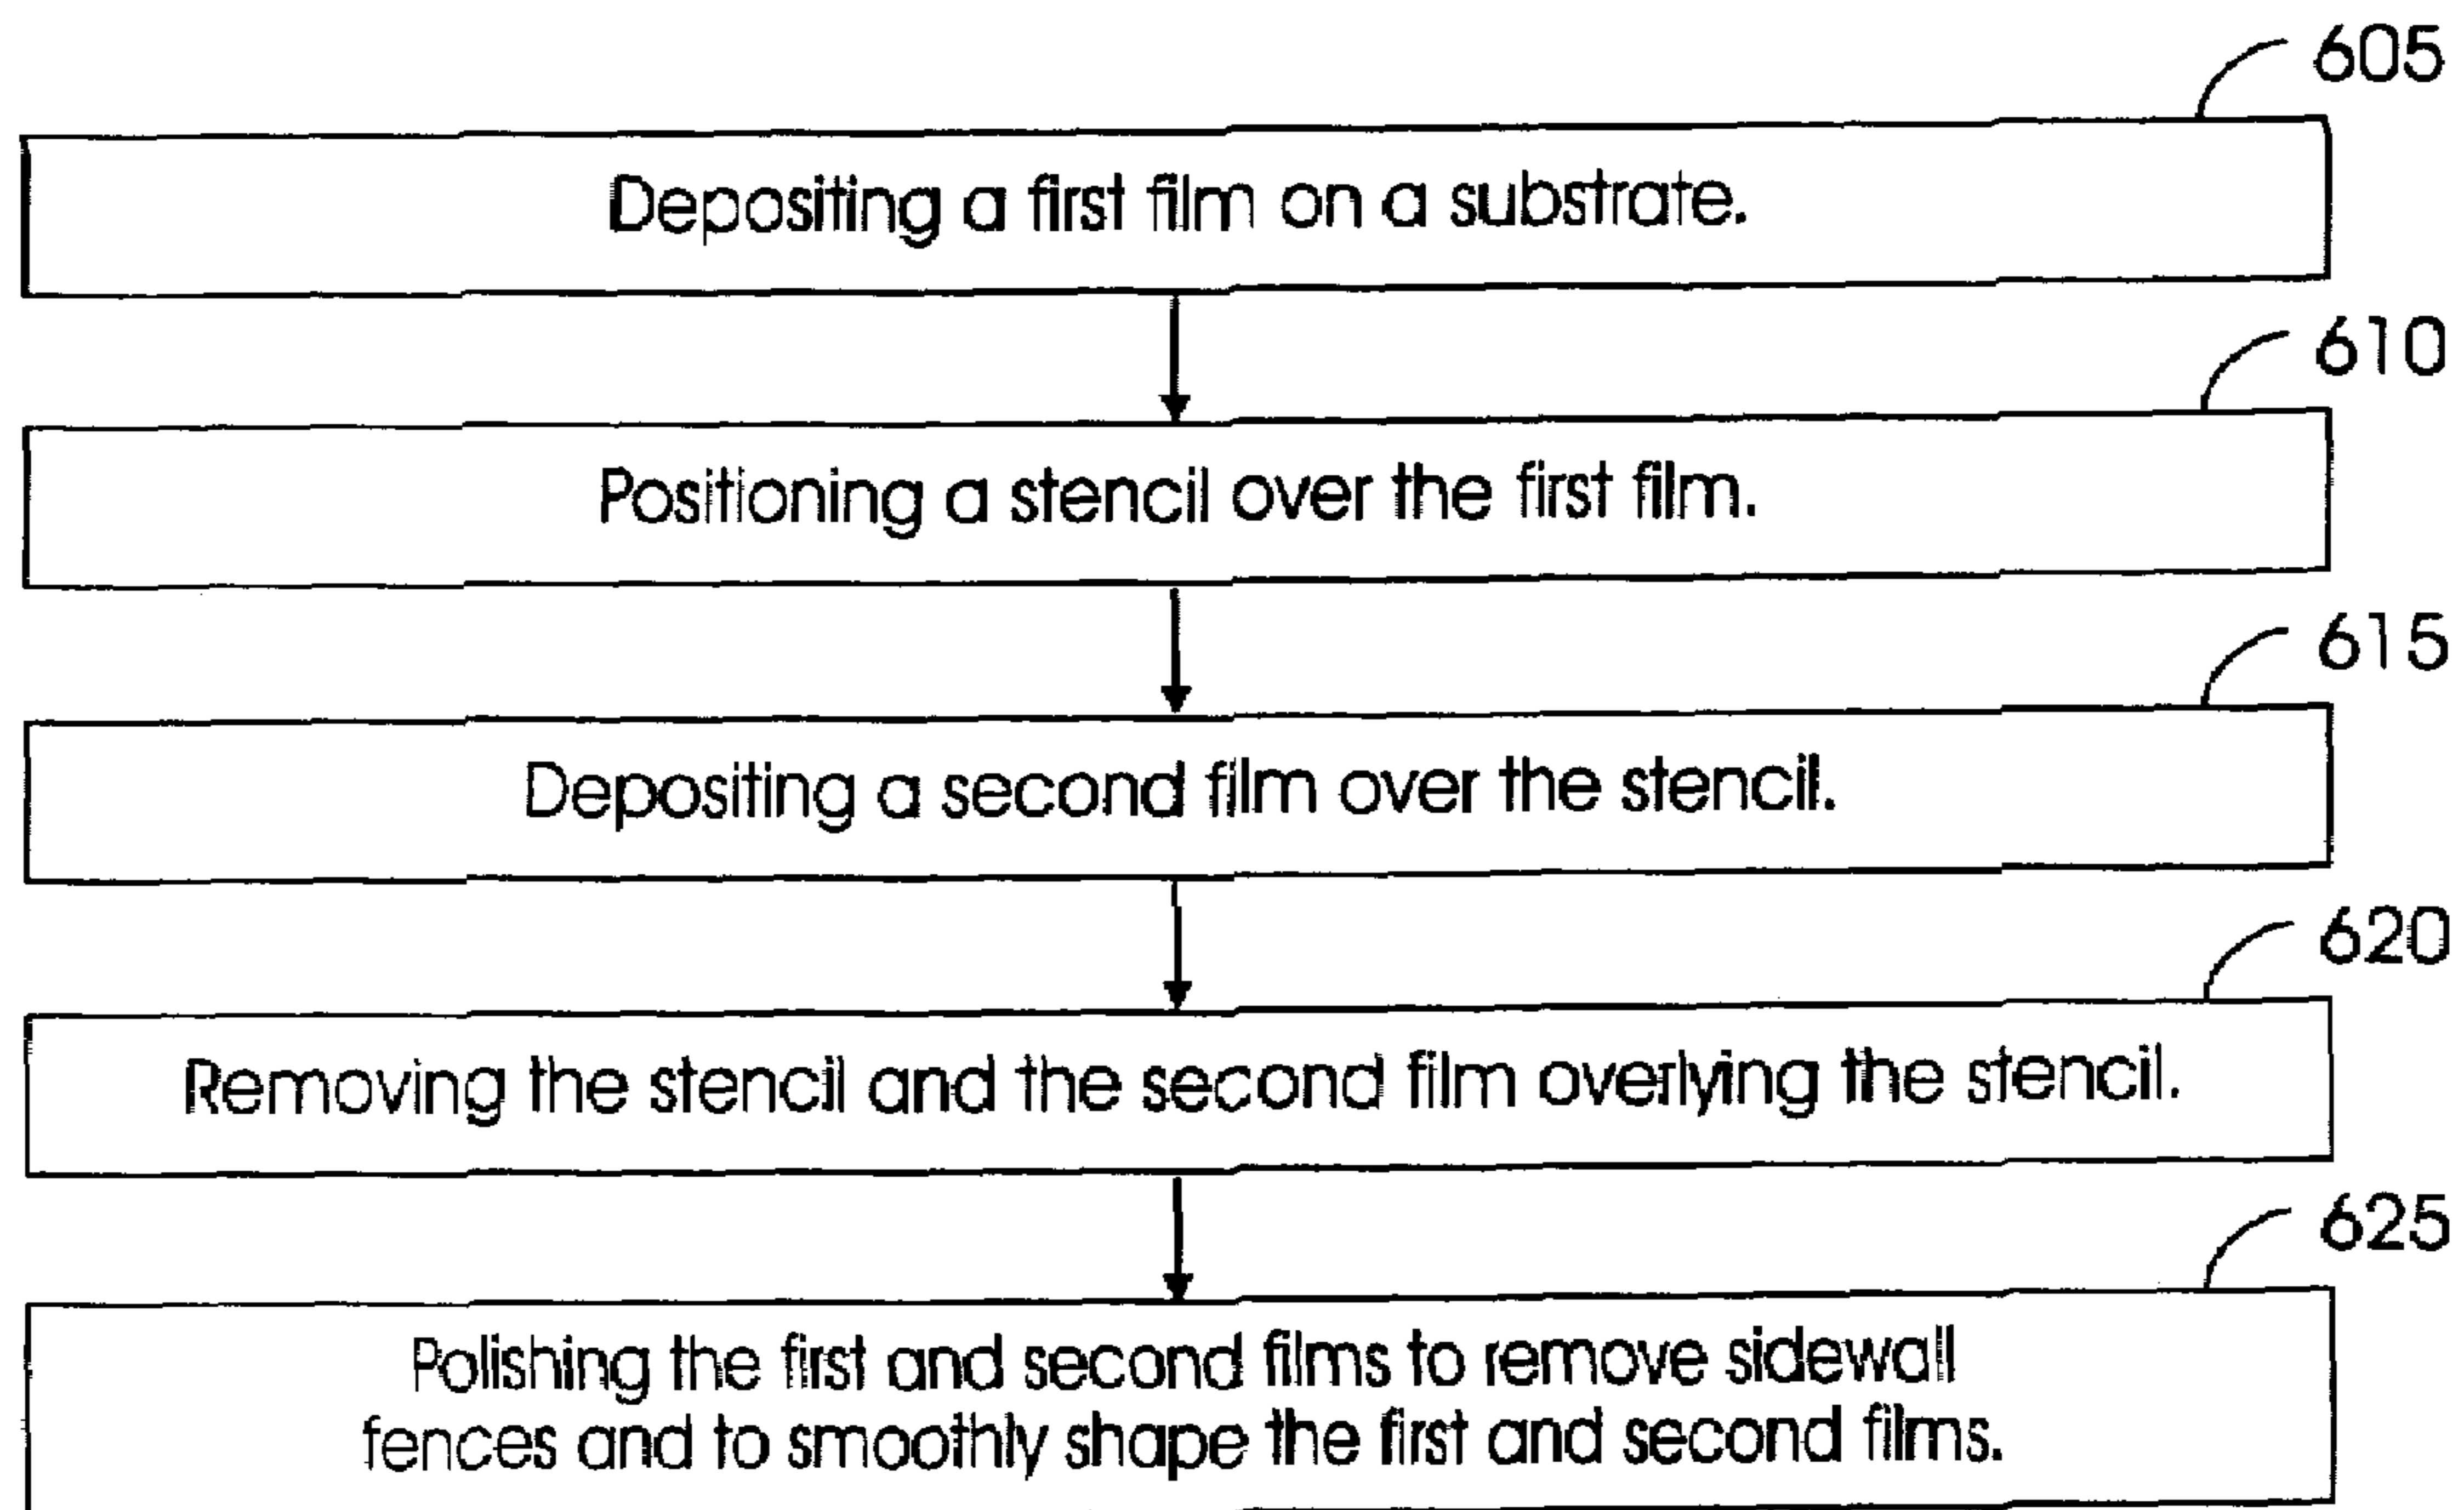 605
Depositing a first film on a substrate.
610
Positioning a stencil over the first film.
615
Depositing a second film over the stencil.
620
Removing the stencil and the second film overlying the stencil.
625
Polishing the first and second films to remove sidewall
fences and to smoothly shape the first and second films.